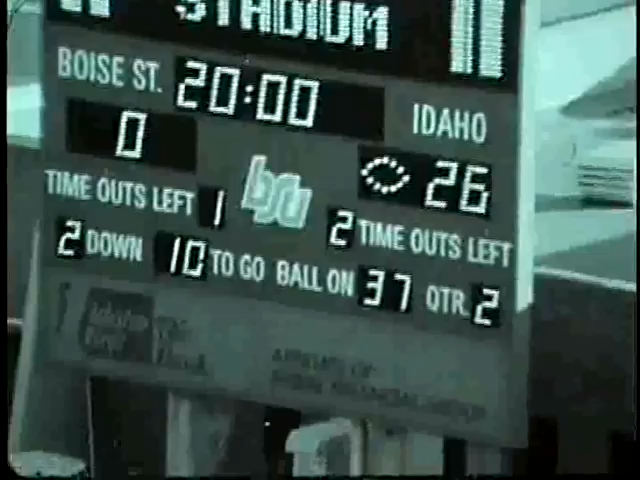 STADIUM
BOISE ST. 20:00 IDAHO
0 26
bsu
TIME OUTS LEFT 1 2 TIME OUTS LEFT
2 DOWN 10 TO GO BALL ON 37 QTR. 2